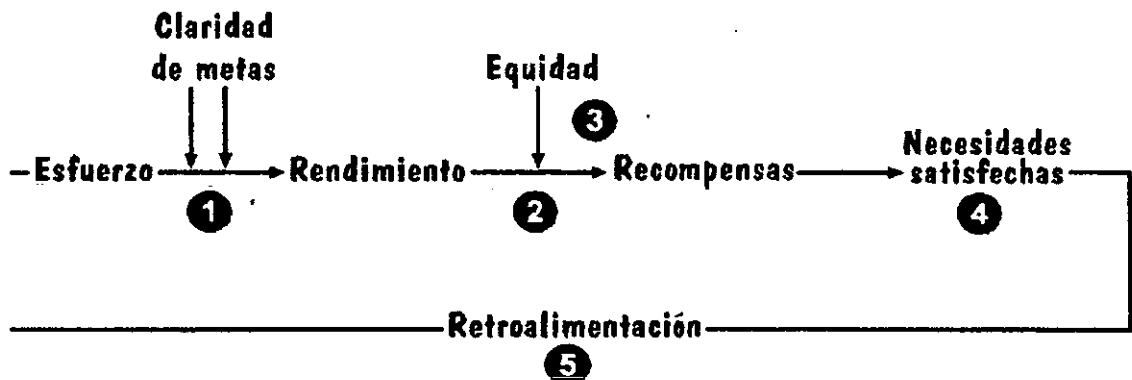 Claridad
de metas
Equidad
3
Esfuerzo
Rendimiento
Recompensas
Necesidades
satisfechas
1
2
4
Retroalimentación
5